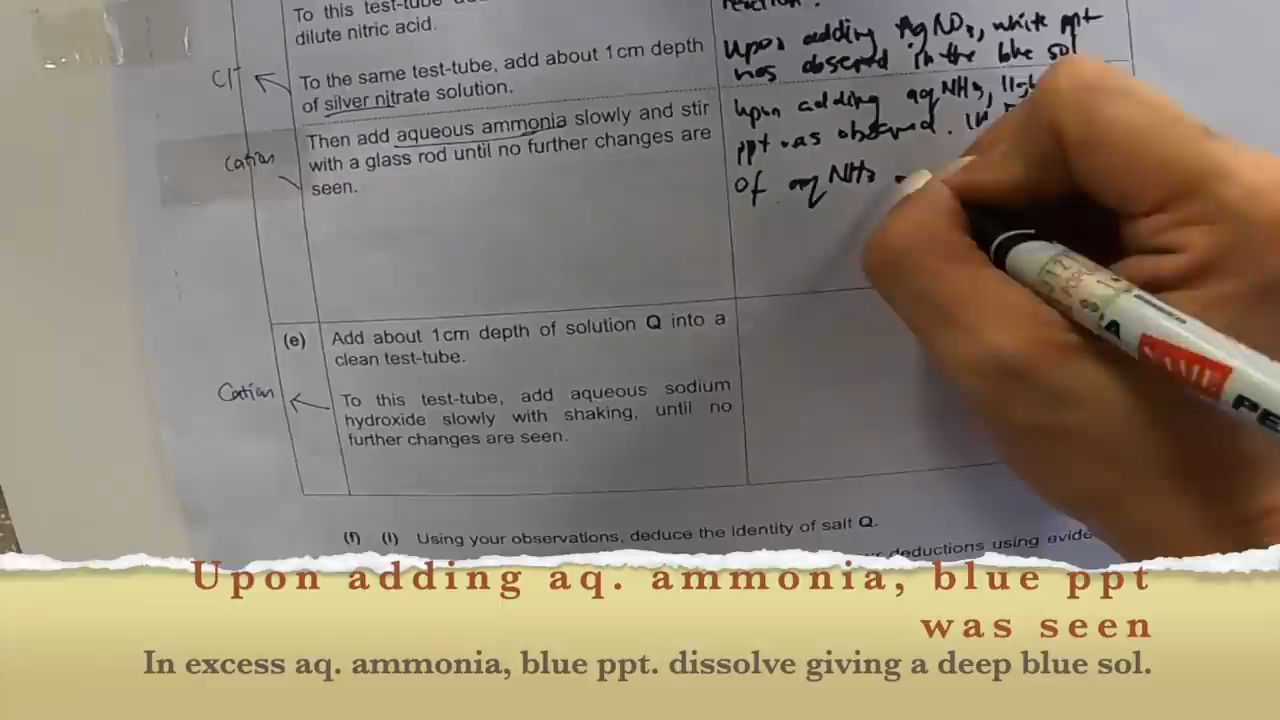 To this test-tube
dilute nitric acid.
To the same test-tube, add about 1cm depth
of silver nitrate solution.
Then add aqueous ammonia slowly and stir
with a glass rod until no further changes are
seen.
reaction.
Upon adding AgNO3, white ppt
was observed in the blue sol
Upon adding aq NH3,
ppt was observed. In
of aq NH3
Cl-
Cation
(e) Add about 1cm depth of solution Q into a
clean test-tube.
Cation
To this test-tube, add aqueous sodium
hydroxide slowly with shaking, until no
further changes are seen.
(f) (i) Using your observations, deduce the identity of salt Q.
deductions using
Upon adding aq. ammonia, blue ppt
was seen
In excess aq. ammonia, blue ppt. dissolve giving a deep blue sol.